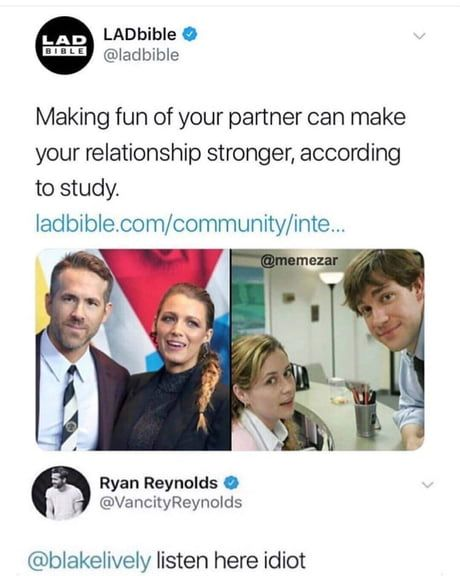 LAD
BIBLE
LADbible
@ladbible
Making fun of your partner can make
your relationship stronger, according
to study.
ladbible.com/community/inte...
@memezar
Ryan Reynolds
@VancityReynolds
@blakelively listen here idiot